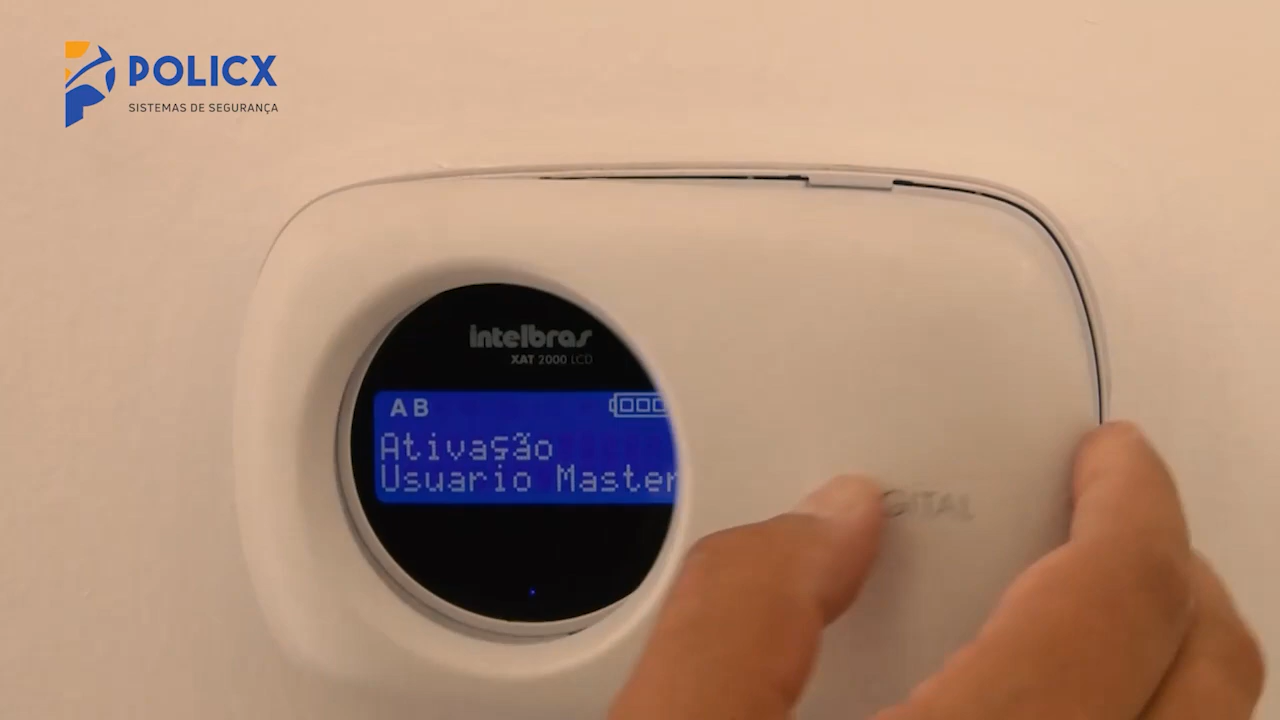 POLICX
SISTEMAS DE SEGURANÇA
intelbras
XAT 2000 LCD
AB
Ativação
Usuario Master